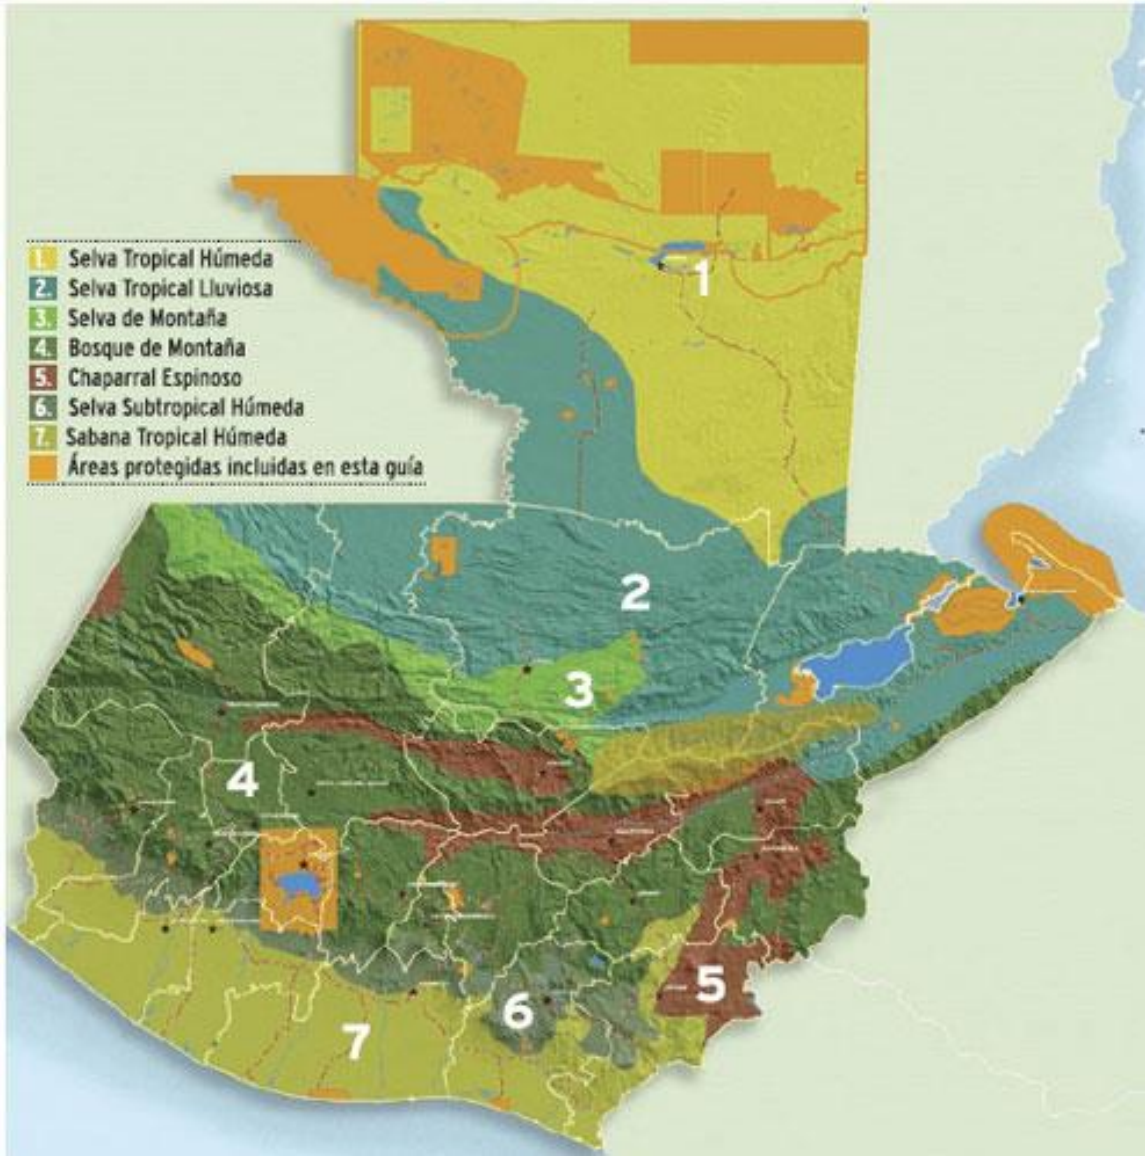 1. Selva Tropical Húmeda
2. Selva Tropical Lluviosa
3. Selva de Montaña
4. Bosque de Montaña
5. Chaparral Espinoso
6. Selva Subtropical Húmeda
7. Sabana Tropical Húmeda
Áreas protegidas incluidas en esta guía
1
2
3
4
5
6
7